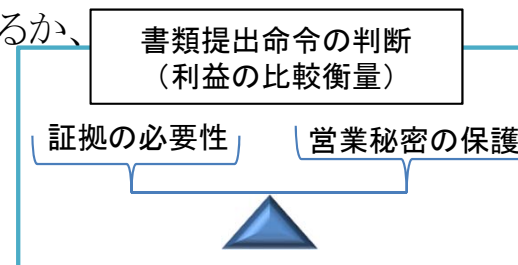 るか、
書類提出命令の判断
（利益の比較衡量）
証拠の必要性
営業秘密の保護